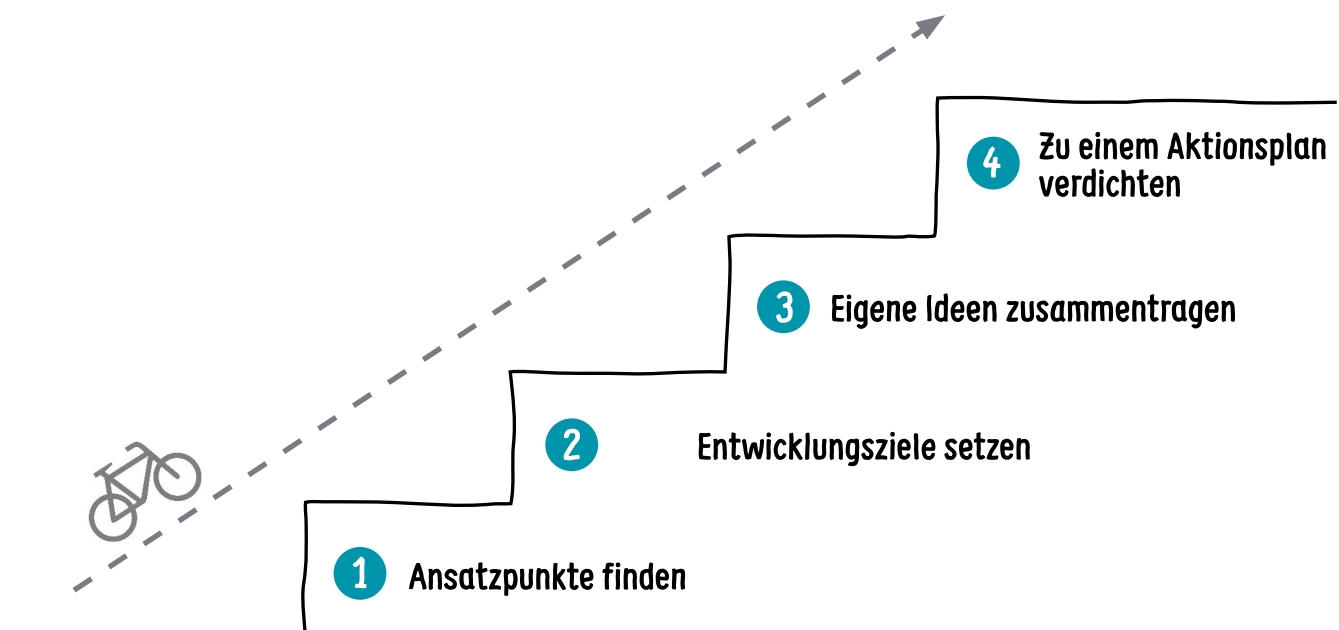 4 Zu einem Aktionsplan
verdichten
3 Eigene Ideen zusammentragen
2 Entwicklungsziele setzen
1 Ansatzpunkte finden